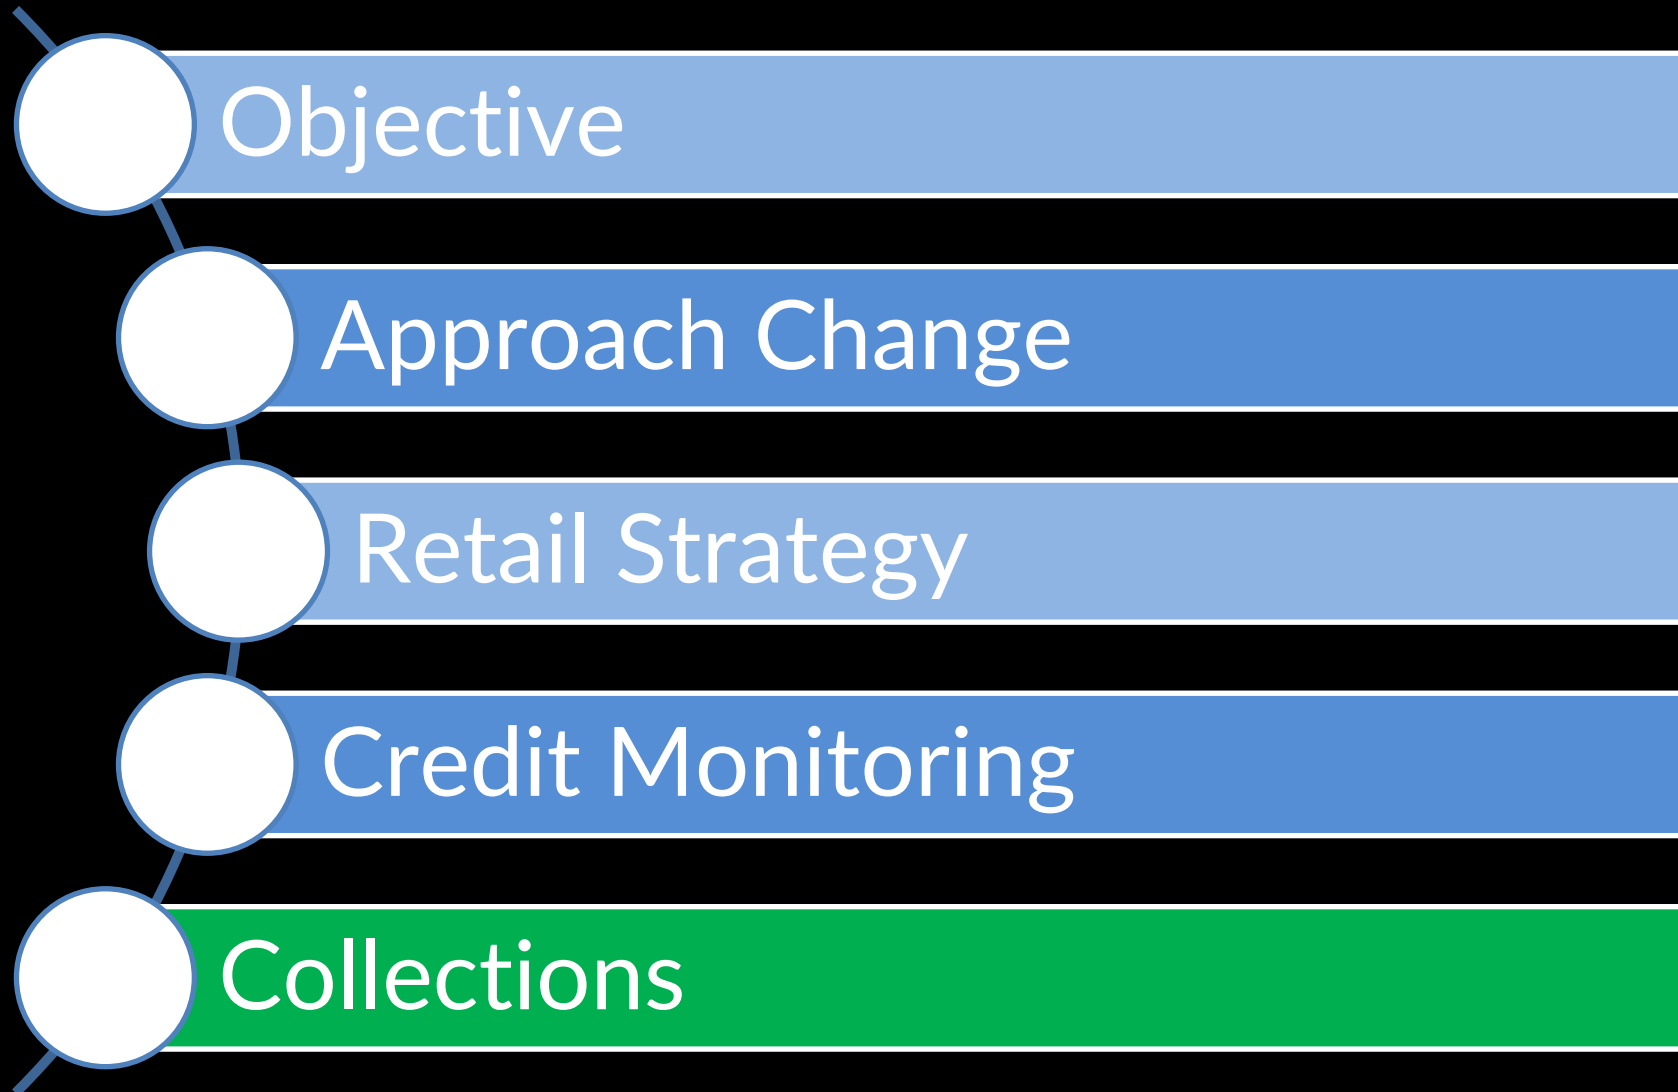 Objective
Approach Change
Retail Strategy
Credit Monitoring
Collections